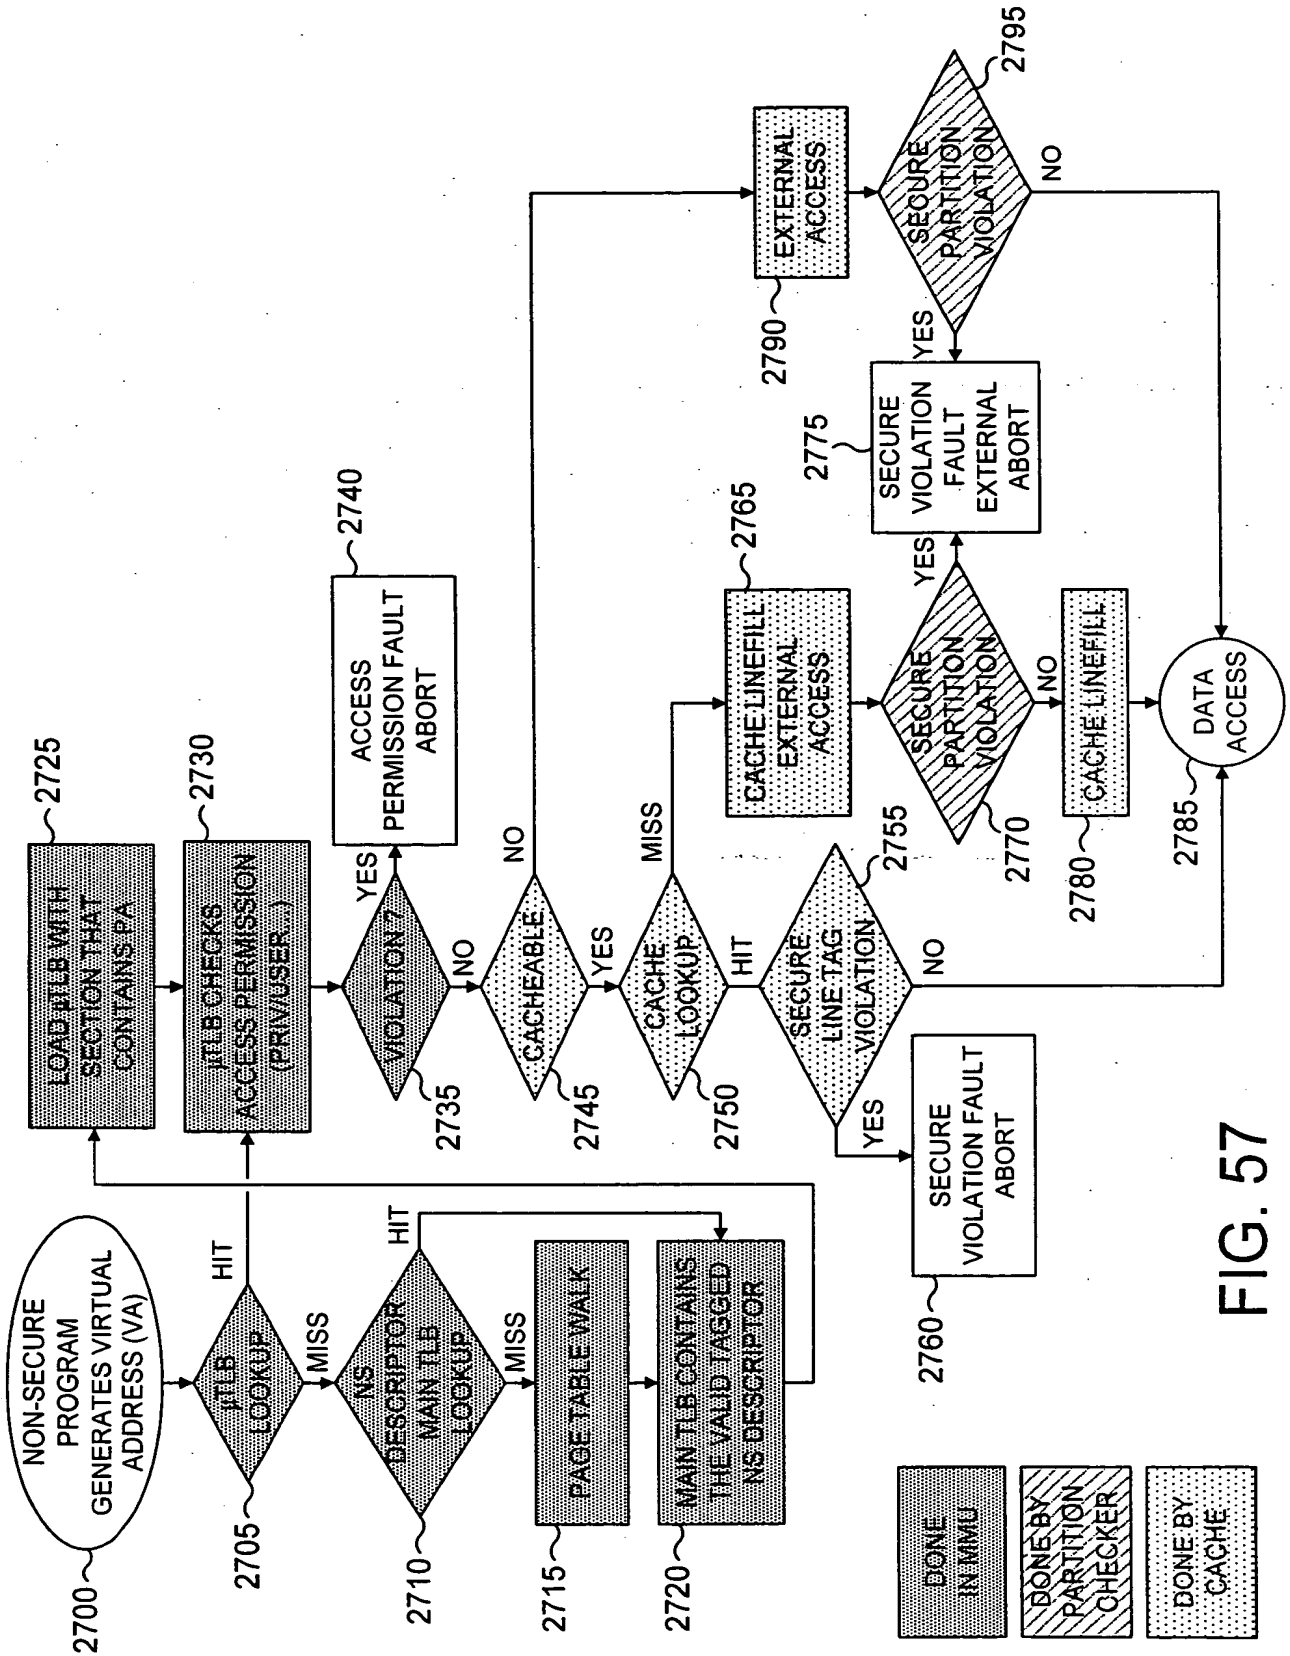 NON-SECURE
PROGRAM
GENERATES VIRTUAL
ADDRESS (VA)
2700
µTLB
LOOKUP
2705
HIT
MISS
NS
DESCRIPTOR
MAIN TLB
LOOKUP
2710
HIT
MISS
PAGE TABLE WALK
2715
MAIN TLB CONTAINS
THE VALID TAGGED
NS DESCRIPTOR
2720
LOAD µTLB WITH
SECTION THAT
CONTAINS PA
2725
µTLB CHECKS
ACCESS PERMISSION
(PRIV/USER..)
2730
VIOLATION ?
2735
YES
NO
ACCESS
PERMISSION FAULT
ABORT
2740
CACHEABLE
2745
NO
YES
CACHE
LOOKUP
2750
MISS
HIT
SECURE
LINE TAG
VIOLATION
2755
YES
NO
SECURE
VIOLATION FAULT
ABORT
2760
CACHE LINEFILL
EXTERNAL
ACCESS
2765
SECURE
PARTITION
VIOLATION
2770
YES
NO
SECURE
VIOLATION
FAULT
EXTERNAL
ABORT
2775
CACHE LINEFILL
2780
DATA
ACCESS
2785
EXTERNAL
ACCESS
2790
SECURE
PARTITION
VIOLATION
2795
YES
NO
DONE
IN MMU
DONE BY
PARTITION
CHECKER
DONE BY
CACHE
FIG. 57